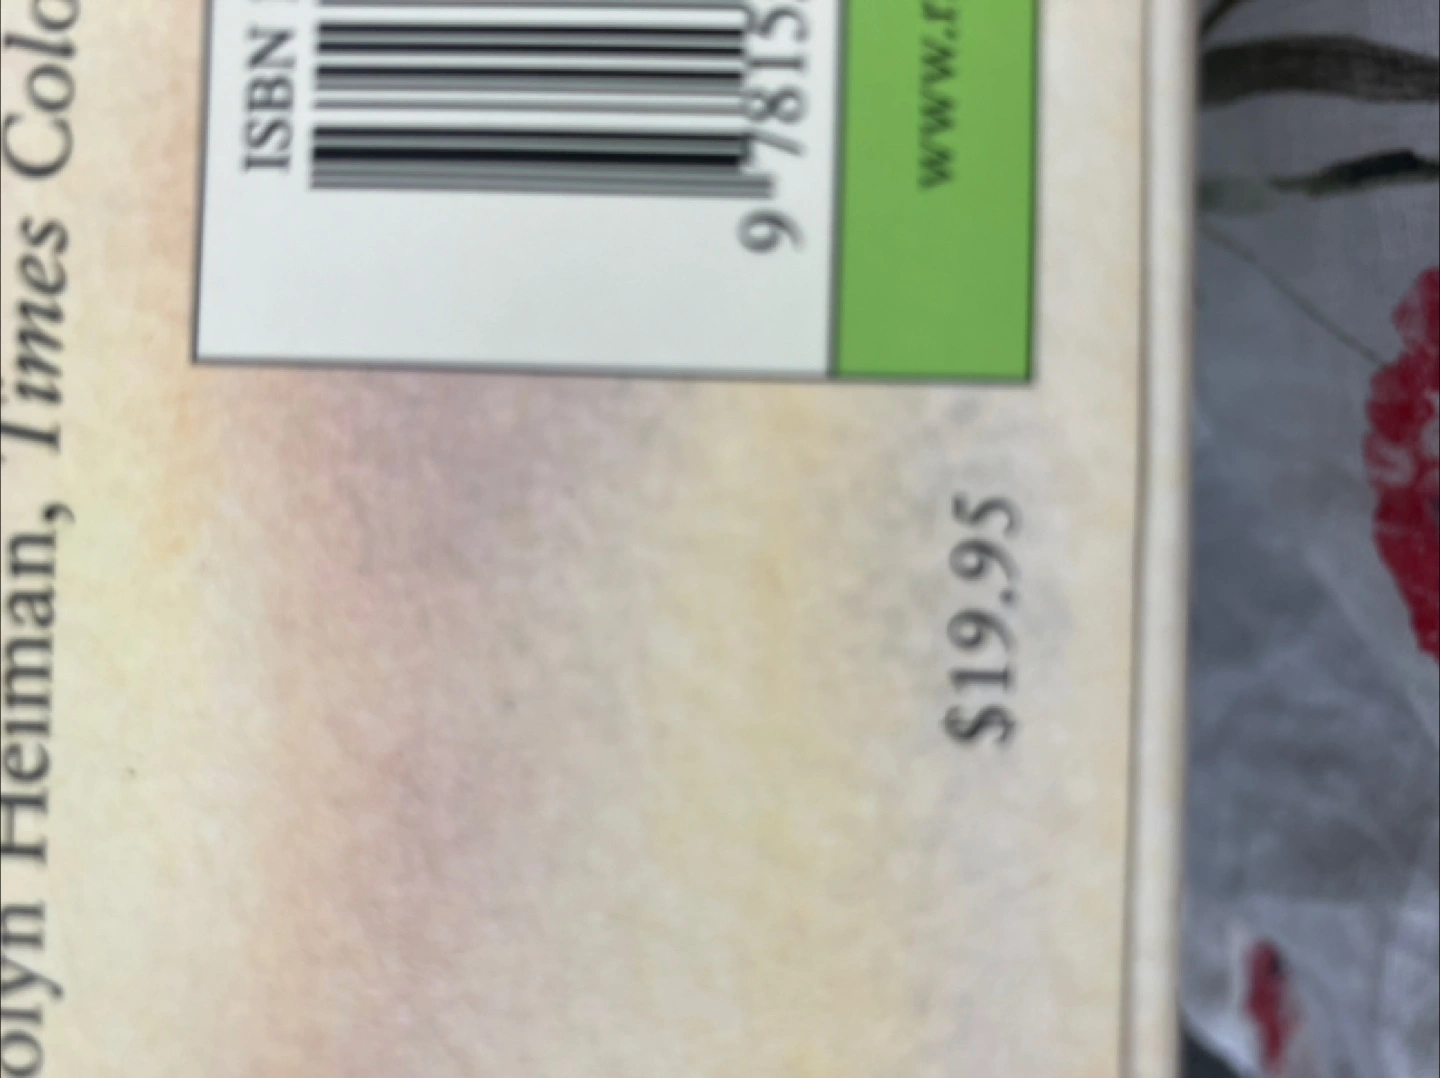 olyn Heiman, Times Colo
ISBN
9 7815
www.r
$19.95